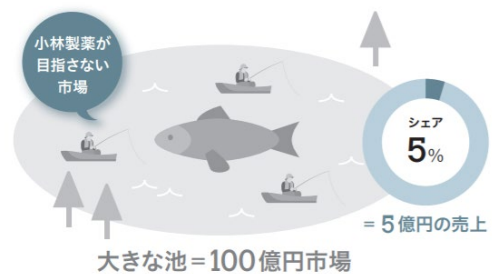 小林製薬が
目指さない
市場
シェア
5%
=5億円の売上
大きな池=100億円市場